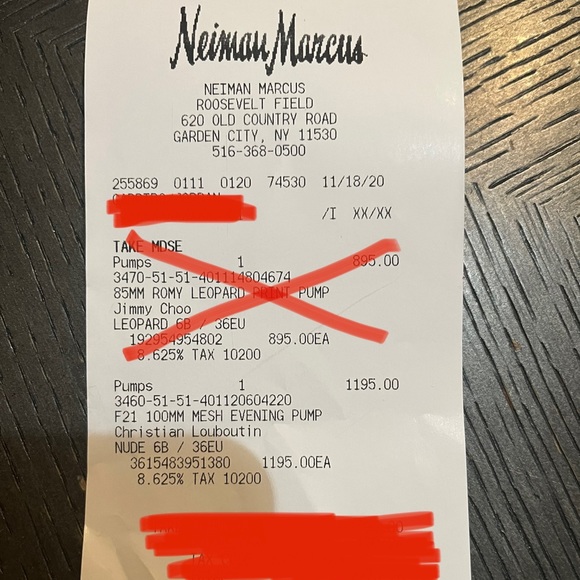 Neiman Marcus
NEIMAN MARCUS
ROOSEVELT FIELD
620 OLD COUNTRY ROAD
GARDEN CITY, NY 11530
516-368-0500
255869 0111 0120 74530 11/18/20
/I XX/XX
TAKE MDSE
Pumps 1 895.00
3470-51-51-401114804674
85MM ROMY LEOPARD PRINT PUMP
Jimmy Choo
LEOPARD 6B / 36EU
192954954802 895.00EA
8.625% TAX 10200
Pumps 1 1195.00
3460-51-51-401120604220
F21 100MM MESH EVENING PUMP
Christian Louboutin
NUDE 6B / 36EU
3615483951380 1195.00EA
8.625% TAX 10200